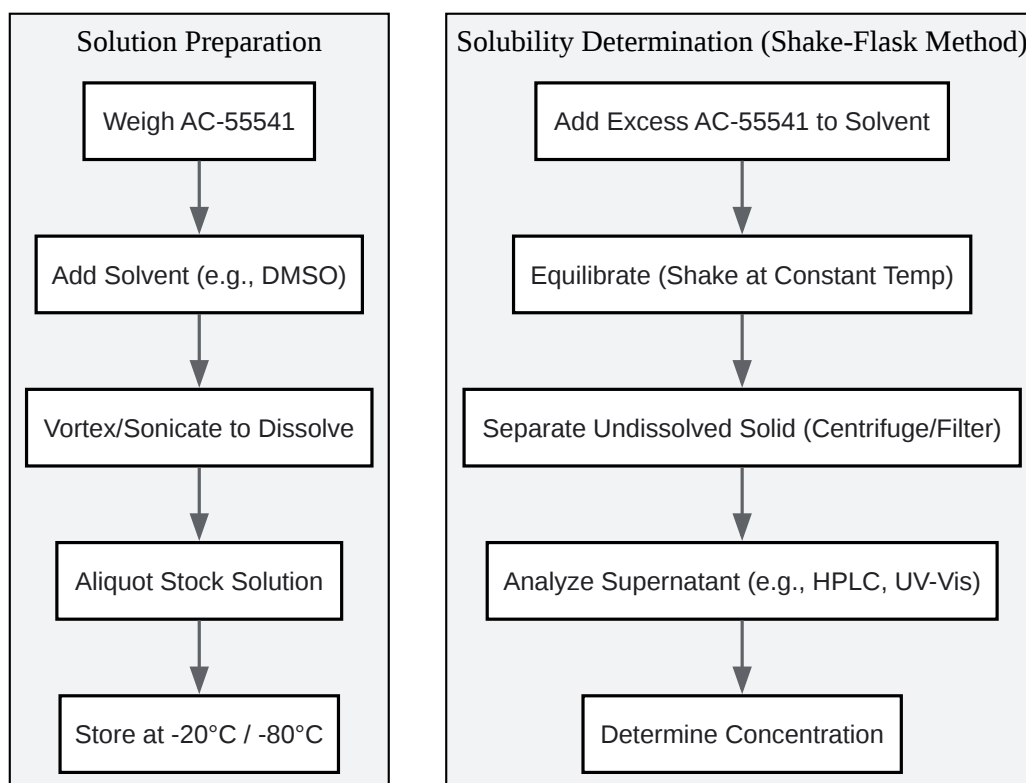 Solution Preparation
Weigh AC-55541
Add Solvent (e.g., DMSO)
Vortex/Sonicate to Dissolve
Aliquot Stock Solution
Store at -20°C / -80°C
Solubility Determination (Shake-Flask Method)
Add Excess AC-55541 to Solvent
Equilibrate (Shake at Constant Temp)
Separate Undissolved Solid (Centrifuge/Filter)
Analyze Supernatant (e.g., HPLC, UV-Vis)
Determine Concentration